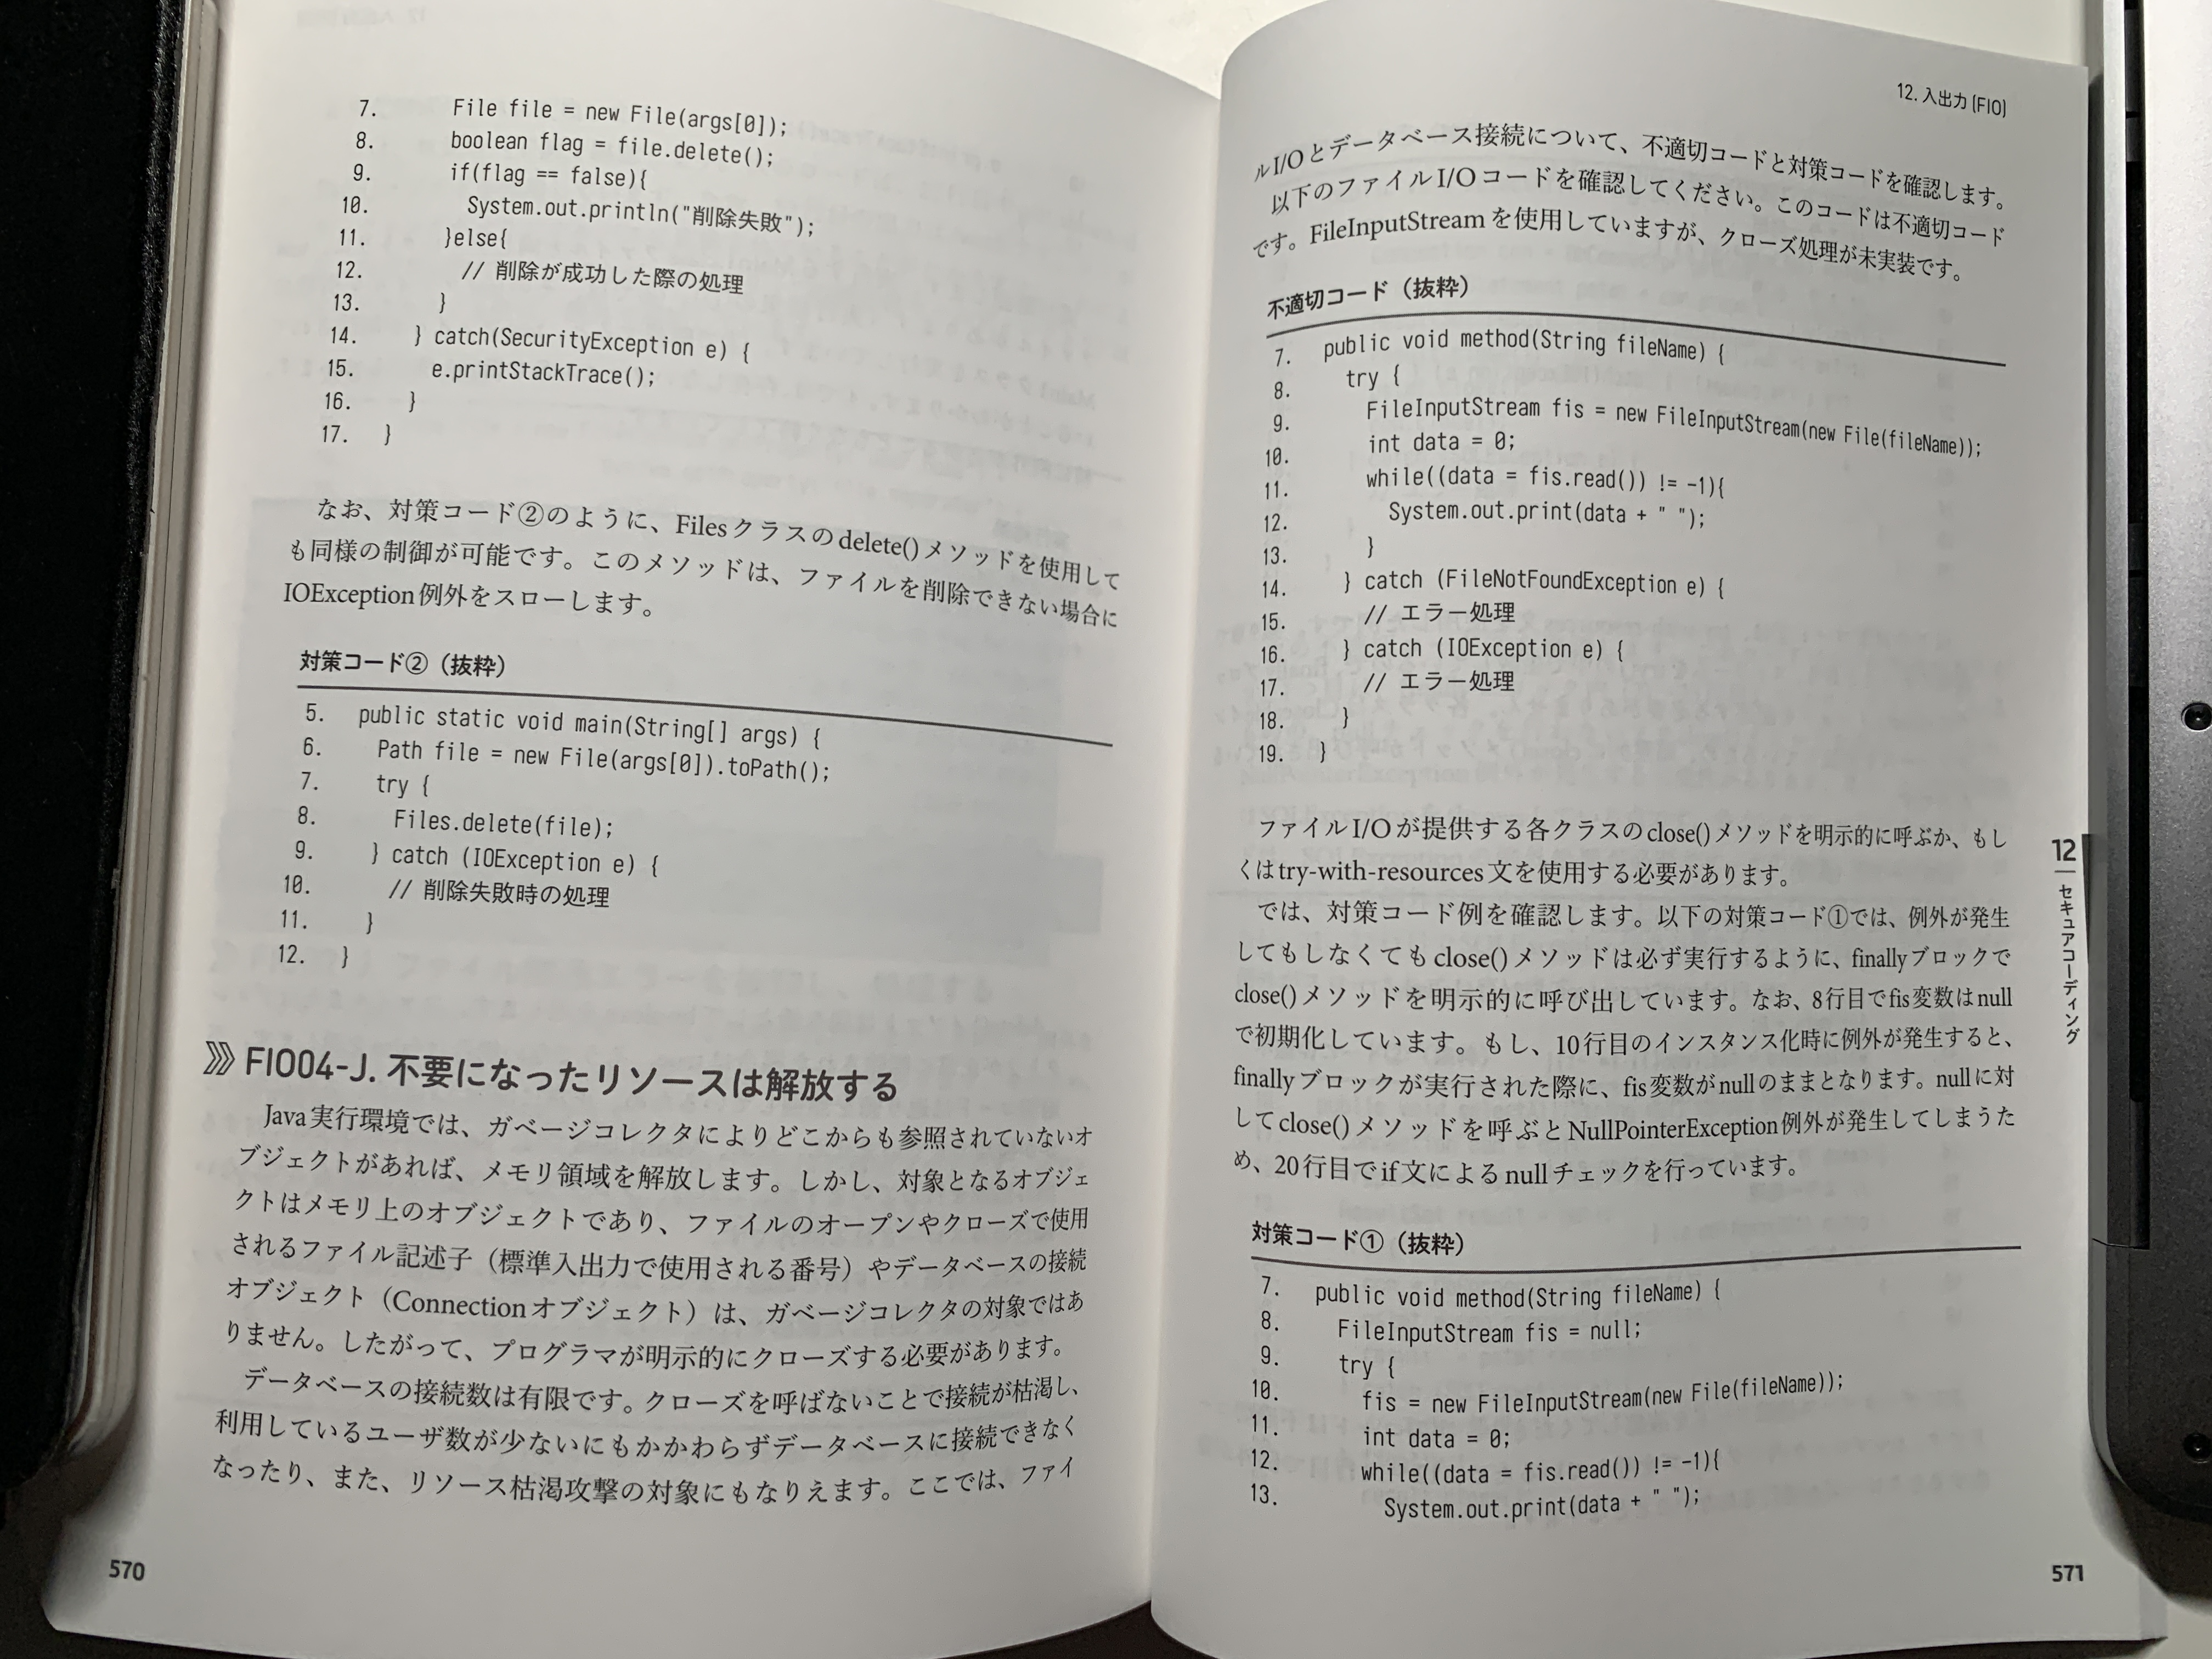 7. File file = new File(args[0]);
8. boolean flag = file.delete();
9. if(flag == false){
10. System.out.println("削除失敗");
11. }else{
12. // 削除が成功した際の処理
13. }
14. } catch(SecurityException e) {
15. e.printStackTrace();
16. }
17. }
なお、対策コード②のように、Filesクラスのdelete()メソッドを使用して
も同様の制御が可能です。このメソッドは、ファイルを削除できない場合に
IOException例外をスローします。
対策コード②（抜粋）
5. public static void main(String[] args) {
6. Path file = new File(args[0]).toPath();
7. try {
8. Files.delete(file);
9. } catch (IOException e) {
10. // 削除失敗時の処理
11. }
12. }
FIO04-J. 不要になったリソースは解放する
Java実行環境では、ガベージコレクタによりどこからも参照されていないオ
ブジェクトがあれば、メモリ領域を解放します。しかし、対象となるオブジェ
クトはメモリ上のオブジェクトであり、ファイルのオープンやクローズで使用
されるファイル記述子（標準入出力で使用される番号）やデータベースの接続
オブジェクト（Connectionオブジェクト）は、ガベージコレクタの対象ではあ
りません。したがって、プログラマが明示的にクローズする必要があります。
データベースの接続数は有限です。クローズを呼ばないことで接続が枯渇し、
利用しているユーザ数が少ないにもかかわらずデータベースに接続できなく
なったり、また、リソース枯渇攻撃の対象にもなりえます。ここでは、ファイ
570
12. 入出力 (FIO)
ルI/Oとデータベース接続について、不適切コードと対策コードを確認します。
以下のファイルI/Oコードを確認してください。このコードは不適切コード
です。FileInputStreamを使用していますが、クローズ処理が未実装です。
不適切コード（抜粋）
7. public void method(String fileName) {
8. try {
9. FileInputStream fis = new FileInputStream(new File(fileName));
10. int data = 0;
11. while((data = fis.read()) != -1){
12. System.out.print(data + " ");
13. }
14. } catch (FileNotFoundException e) {
15. // エラー処理
16. } catch (IOException e) {
17. // エラー処理
18. }
19. }
ファイルI/Oが提供する各クラスのclose()メソッドを明示的に呼ぶか、もし
くはtry-with-resources文を使用する必要があります。
では、対策コード例を確認します。以下の対策コード①では、例外が発生
してもしなくてもclose()メソッドは必ず実行するように、finallyブロックで
close()メソッドを明示的に呼び出しています。なお、8行目でfis変数はnull
で初期化しています。もし、10行目のインスタンス化時に例外が発生すると、
finallyブロックが実行された際に、fis変数がnullのままとなります。nullに対
してclose()メソッドを呼ぶとNullPointerException例外が発生してしまうた
め、20行目でif文によるnullチェックを行っています。
対策コード①（抜粋）
7. public void method(String fileName) {
8. FileInputStream fis = null;
9. try {
10. fis = new FileInputStream(new File(fileName));
11. int data = 0;
12. while((data = fis.read()) != -1){
13. System.out.print(data + " ");
12 セキュアコーディング
571